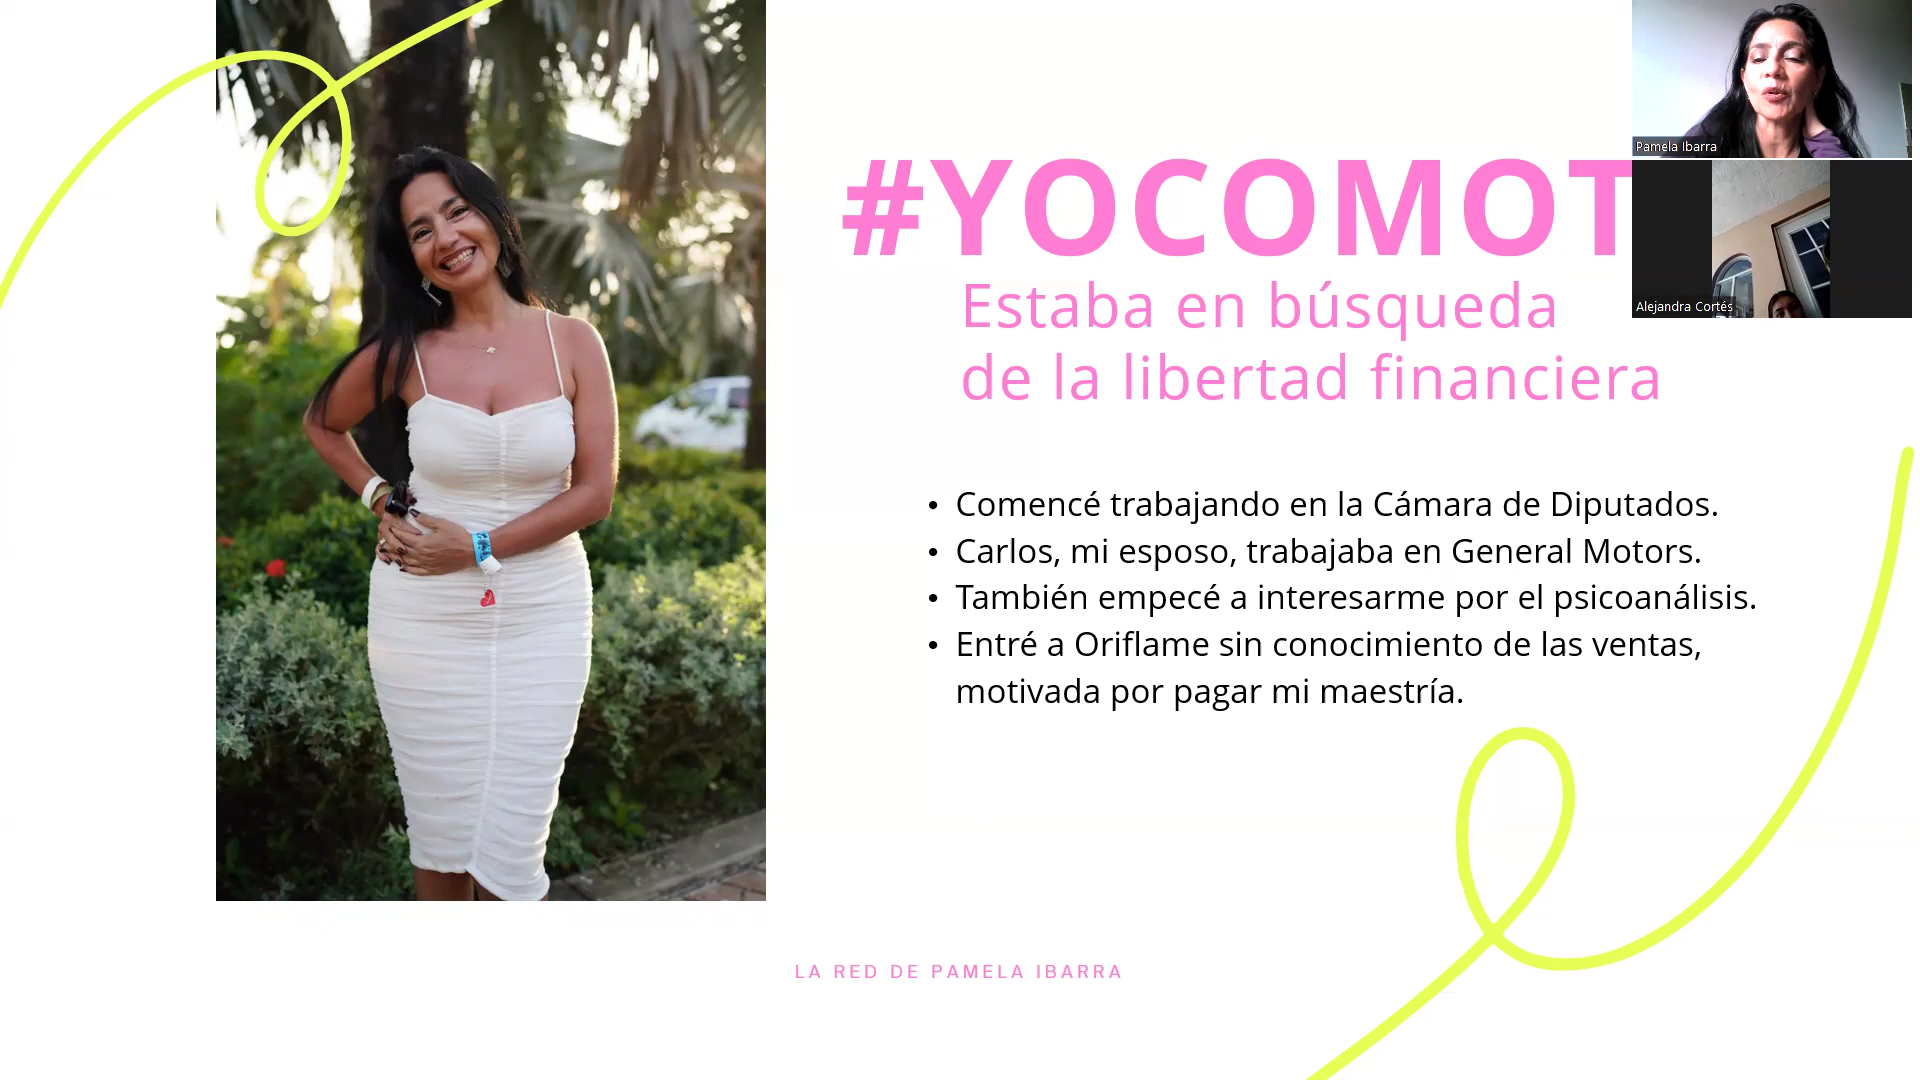 #YOCOMOT
Estaba en búsqueda
de la libertad financiera
• Comencé trabajando en la Cámara de Diputados.
• Carlos, mi esposo, trabajaba en General Motors.
• También empecé a interesarme por el psicoanálisis.
• Entré a Oriflame sin conocimiento de las ventas,
motivada por pagar mi maestría.
LA RED DE PAMELA IBARRA
Pamela Ibarra
Alejandra Cortés